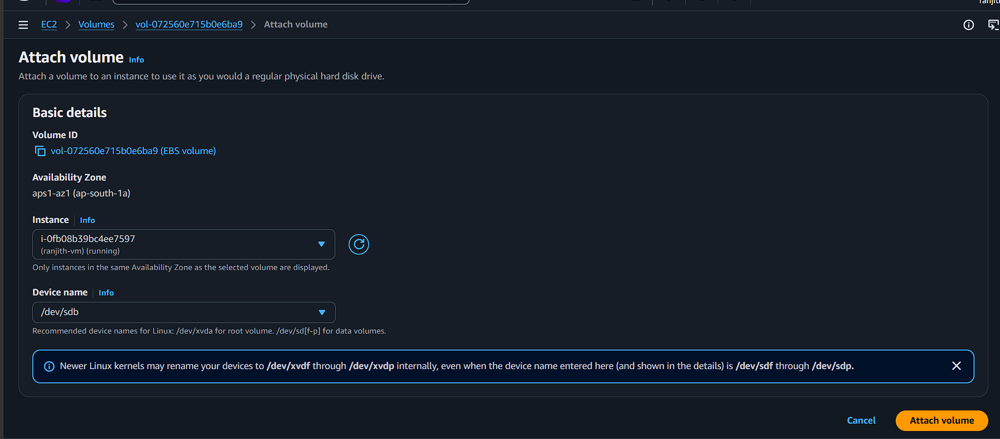 EC2 > Volumes > vol-072560e715b0e6ba9 > Attach volume
Attach volume Info
Attach a volume to an instance to use it as you would a regular physical hard disk drive.
Basic details
Volume ID
vol-072560e715b0e6ba9 (EBS volume)
Availability Zone
aps1-az1 (ap-south-1a)
Instance Info
i-0fb08b39bc4ee7597
(ranjith-vm) (running)
Only instances in the same Availability Zone as the selected volume are displayed.
Device name Info
/dev/sdb
Recommended device names for Linux: /dev/xvda for root volume. /dev/sd[f-p] for data volumes.
Newer Linux kernels may rename your devices to /dev/xvdf through /dev/xvdp internally, even when the device name entered here (and shown in the details) is /dev/sdf through /dev/sdp.
Cancel Attach volume